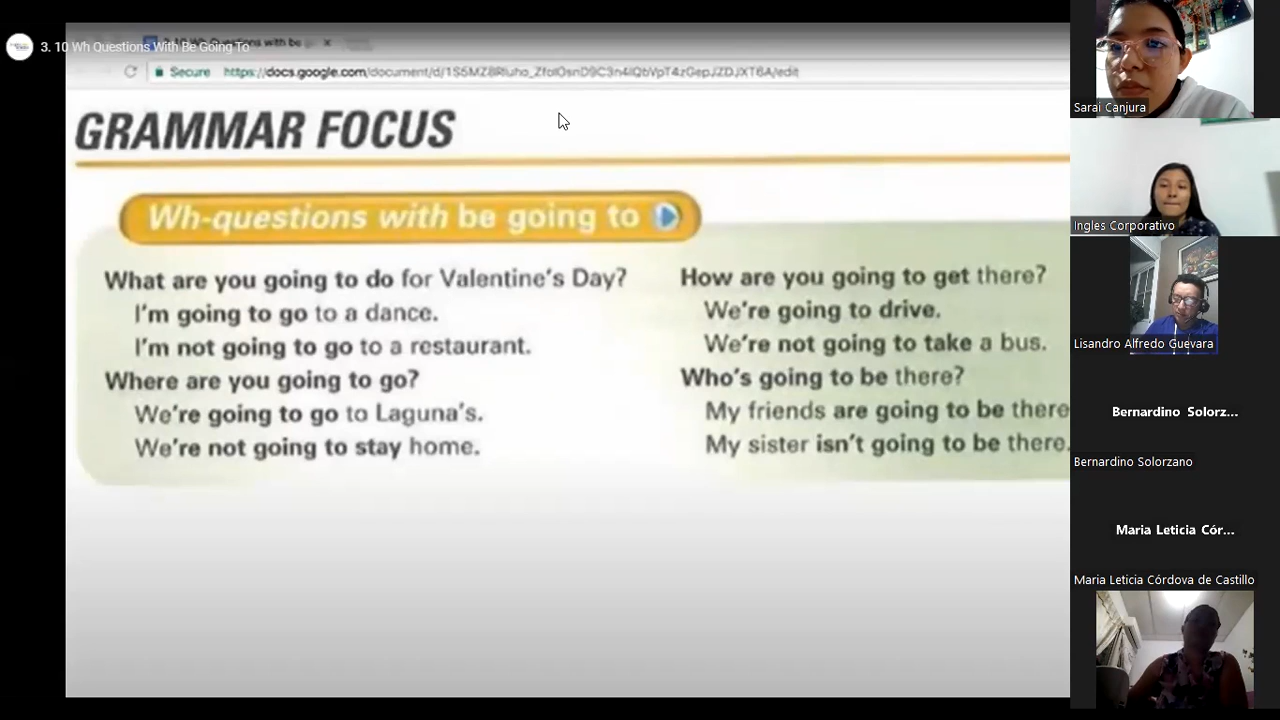 3. 10 Wh Questions With Be Going To
Secure
GRAMMAR FOCUS
Wh-questions with be going to
What are you going to do for Valentine's Day?
I'm going to go to a dance.
I'm not going to go to a restaurant.
Where are you going to go?
We're going to go to Laguna's.
We're not going to stay home.
How are you going to get there?
We're going to drive.
We're not going to take a bus.
Who's going to be there?
My friends are going to be there
My sister isn't going to be there.
Sarai Canjura
Ingles Corporativo
Lisandro Alfredo Guevara
Bernardino Solorz...
Bernardino Solorzano
Maria Leticia Cór...
Maria Leticia Córdova de Castillo